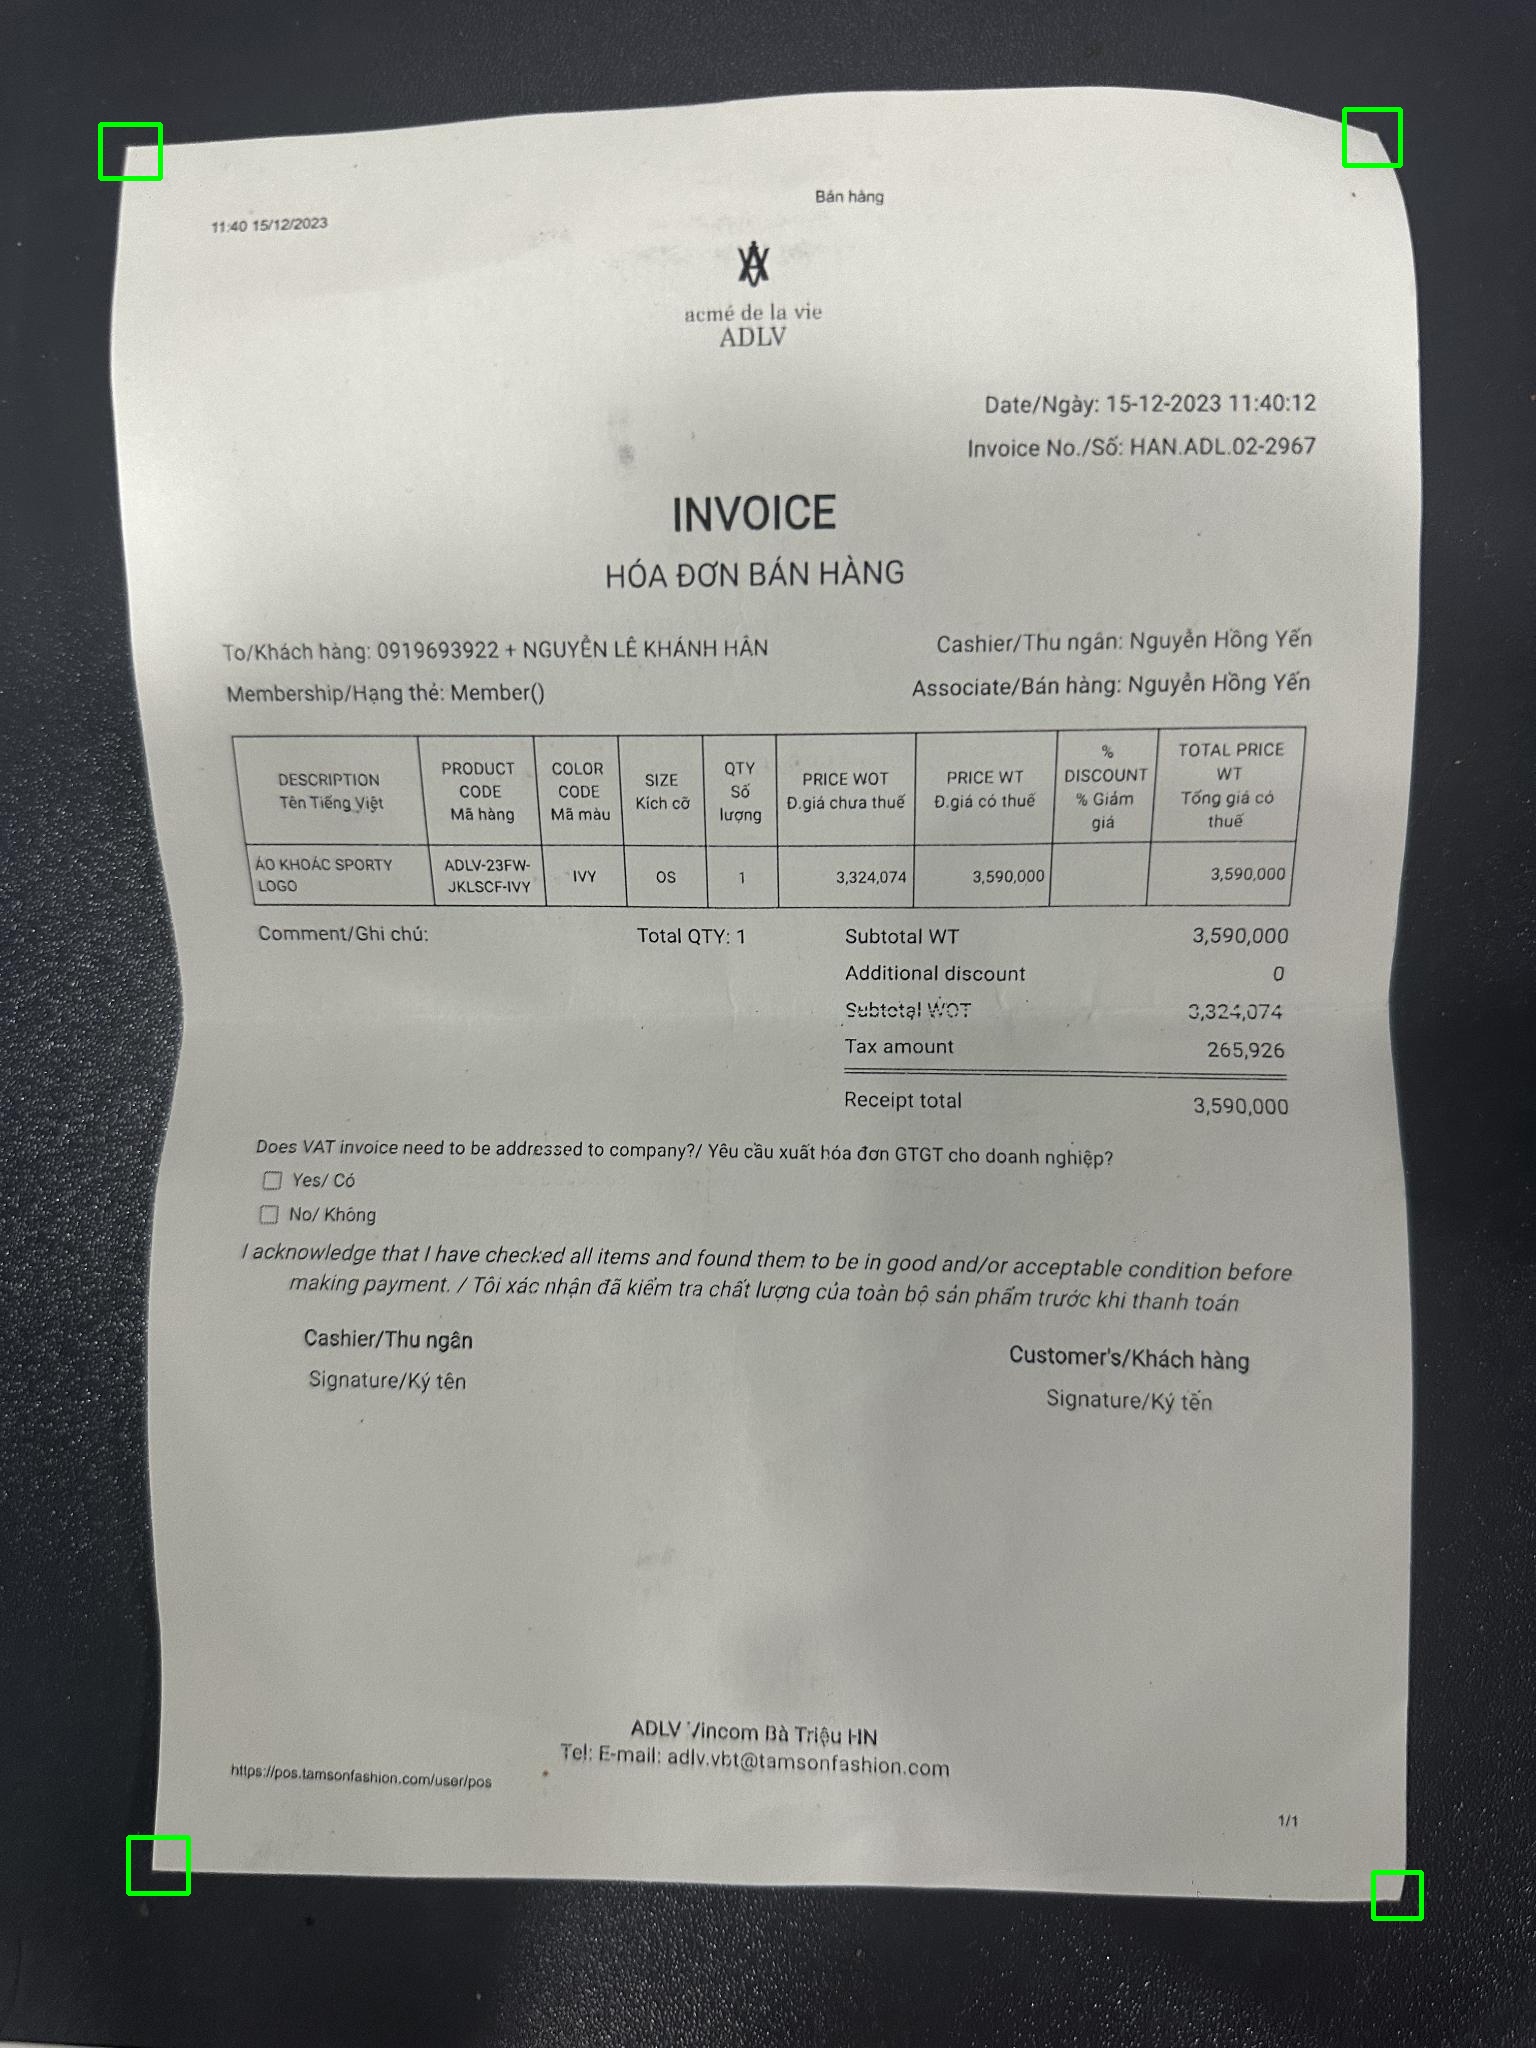 Bán hàng
11:40 15/12/2023
acmé de la vie
ADLV
Date/Ngày: 15-12-2023 11:40:12
Invoice No./Số: HAN.ADL.02-2967
INVOICE
HÓA ĐƠN BÁN HÀNG
To/Khách hàng: 0919693922 + NGUYỄN LÊ KHÁNH HÂN
Cashier/Thu ngân: Nguyễn Hồng Yến
Membership/Hạng thẻ: Member()
Associate/Bán hàng: Nguyễn Hồng Yến
DESCRIPTION
Tên Tiếng Việt
PRODUCT
CODE
Mã hàng
COLOR
CODE
Mã màu
SIZE
Kích cỡ
QTY
Số
lượng
PRICE WOT
Đ.giá chưa thuế
PRICE WT
Đ.giá có thuế
%
DISCOUNT
% Giảm
giá
TOTAL PRICE
WT
Tổng giá có
thuế
ÁO KHOÁC SPORTY
LOGO
ADLV-23FW-
JKLSCF-IVY
IVY
OS
1
3,324,074
3,590,000
3,590,000
Comment/Ghi chú:
Total QTY: 1
Subtotal WT 3,590,000
Additional discount 0
Subtotal WOT 3,324,074
Tax amount 265,926
Receipt total 3,590,000
Does VAT invoice need to be addressed to company?/ Yêu cầu xuất hóa đơn GTGT cho doanh nghiệp?
Yes/ Có
No/ Không
I acknowledge that I have checked all items and found them to be in good and/or acceptable condition before
making payment. / Tôi xác nhận đã kiểm tra chất lượng của toàn bộ sản phẩm trước khi thanh toán
Cashier/Thu ngân
Customer's/Khách hàng
Signature/Ký tên
Signature/Ký tên
ADLV Vincom Bà Triệu HN
Tel: E-mail: adlv.vbt@tamsonfashion.com
https://pos.tamsonfashion.com/user/pos
1/1